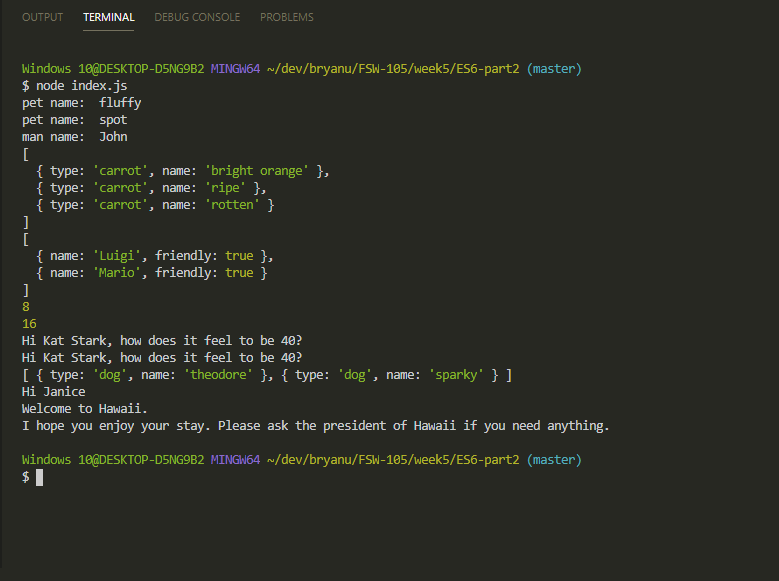 OUTPUT TERMINAL DEBUG CONSOLE PROBLEMS
Windows 10@DESKTOP-D5NG9B2 MINGW64 ~/dev/bryanu/FSW-105/week5/ES6-part2 (master)
$ node index.js
pet name:  fluffy
pet name:  spot
man name:  John
[
  { type: 'carrot', name: 'bright orange' },
  { type: 'carrot', name: 'ripe' },
  { type: 'carrot', name: 'rotten' }
]
[
  { name: 'Luigi', friendly: true },
  { name: 'Mario', friendly: true }
]
8
16
Hi Kat Stark, how does it feel to be 40?
Hi Kat Stark, how does it feel to be 40?
[ { type: 'dog', name: 'theodore' }, { type: 'dog', name: 'sparky' } ]
Hi Janice
Welcome to Hawaii.
I hope you enjoy your stay. Please ask the president of Hawaii if you need anything.
Windows 10@DESKTOP-D5NG9B2 MINGW64 ~/dev/bryanu/FSW-105/week5/ES6-part2 (master)
$